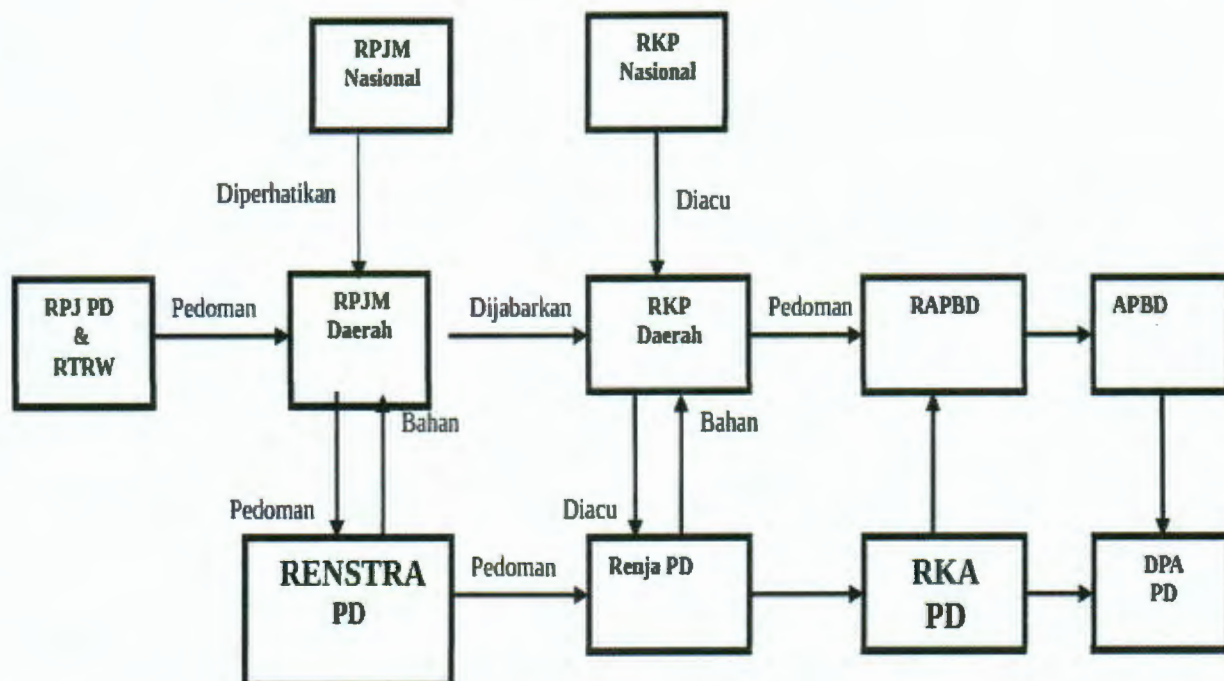 RPJM
Nasional
RKP
Nasional
Diperhatikan
Diacu
RPJ PD
&
RTRW
Pedoman
RPJM
Daerah
Dijabarkan
RKP
Daerah
Pedoman
RAPBD
APBD
Bahan
Bahan
Pedoman
Diacu
RENSTRA
PD
Pedoman
Renja PD
RKA
PD
DPA
PD